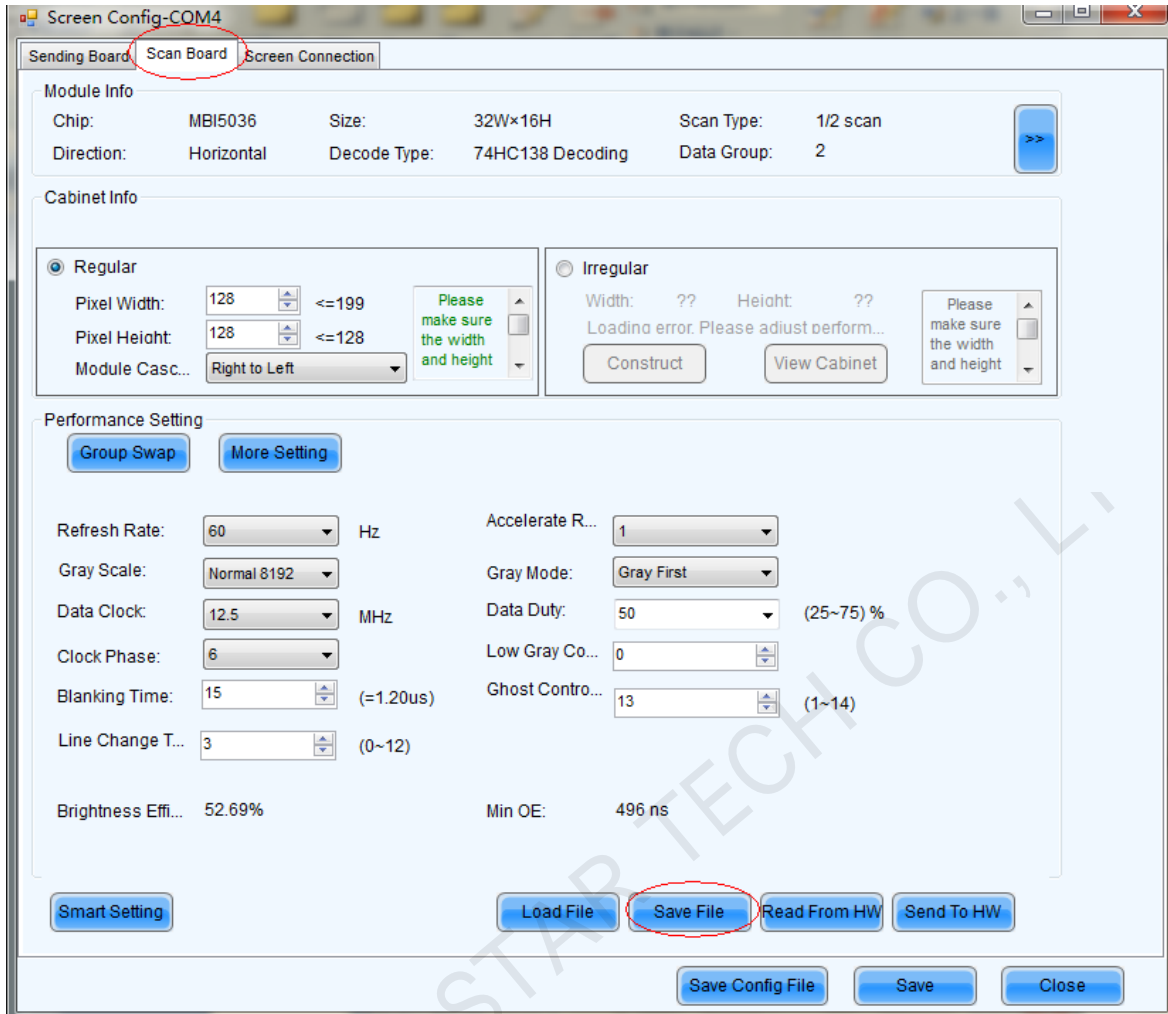 Screen Config-COM4
X
Sending Board Scan Board Screen Connection
Module Info
Chip: MBI5036 Size: 32W×16H Scan Type: 1/2 scan
>>
Direction: Horizontal Decode Type: 74HC138 Decoding Data Group: 2
Cabinet Info
Regular
Pixel Width: 128 <=199
Pixel Height: 128 <=128
Module Casc... Right to Left
Please
make sure
the width
and height
Irregular
Width: ?? Height: ??
Loading error. Please adjust perform...
Construct View Cabinet
Please
make sure
the width
and height
Performance Setting
Group Swap More Setting
Refresh Rate: 60 Hz Accelerate R... 1
Gray Scale: Normal 8192 Gray Mode: Gray First
Data Clock: 12.5 MHz Data Duty: 50 (25~75) %
Clock Phase: 6 Low Gray Co... 0
Blanking Time: 15 (=1.20us) Ghost Contro... 13 (1~14)
Line Change T... 3 (0~12)
Brightness Effi... 52.69% Min OE: 496 ns
Smart Setting Load File Save File Read From HW Send To HW
Save Config File Save Close
STAR TECH CO.,